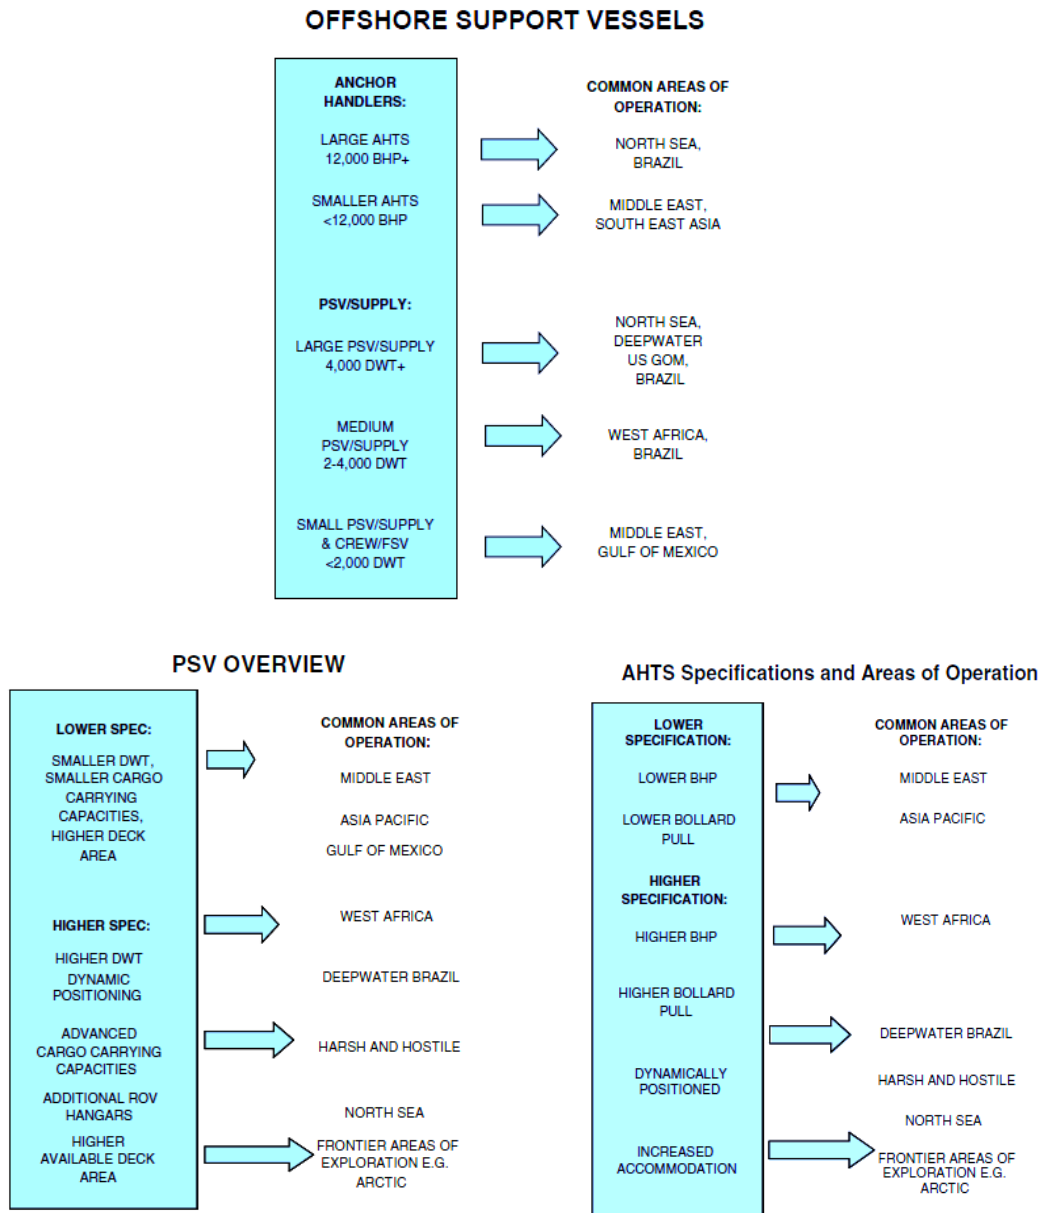 OFFSHORE SUPPORT VESSELS
ANCHOR
HANDLERS:
COMMON AREAS OF
OPERATION:
LARGE AHTS
12,000 BHP+
NORTH SEA,
BRAZIL
SMALLER AHTS
<12,000 BHP
MIDDLE EAST,
SOUTH EAST ASIA
PSV/SUPPLY:
LARGE PSV/SUPPLY
4,000 DWT+
NORTH SEA,
DEEPWATER
US GOM,
BRAZIL
MEDIUM
PSV/SUPPLY
2-4,000 DWT
WEST AFRICA,
BRAZIL
SMALL PSV/SUPPLY
& CREW/FSV
<2,000 DWT
MIDDLE EAST,
GULF OF MEXICO
PSV OVERVIEW
LOWER SPEC:
SMALLER DWT,
SMALLER CARGO
CARRYING
CAPACITIES,
HIGHER DECK
AREA
HIGHER SPEC:
HIGHER DWT
DYNAMIC
POSITIONING
ADVANCED
CARGO CARRYING
CAPACITIES
ADDITIONAL ROV
HANGARS
HIGHER
AVAILABLE DECK
AREA
COMMON AREAS OF
OPERATION:
MIDDLE EAST
ASIA PACIFIC
GULF OF MEXICO
WEST AFRICA
DEEPWATER BRAZIL
HARSH AND HOSTILE
NORTH SEA
FRONTIER AREAS OF
EXPLORATION E.G.
ARCTIC
AHTS Specifications and Areas of Operation
LOWER
SPECIFICATION:
LOWER BHP
LOWER BOLLARD
PULL
HIGHER
SPECIFICATION:
HIGHER BHP
HIGHER BOLLARD
PULL
DYNAMICALLY
POSITIONED
INCREASED
ACCOMMODATION
COMMON AREAS OF
OPERATION:
MIDDLE EAST
ASIA PACIFIC
WEST AFRICA
DEEPWATER BRAZIL
HARSH AND HOSTILE
NORTH SEA
FRONTIER AREAS OF
EXPLORATION E.G.
ARCTIC